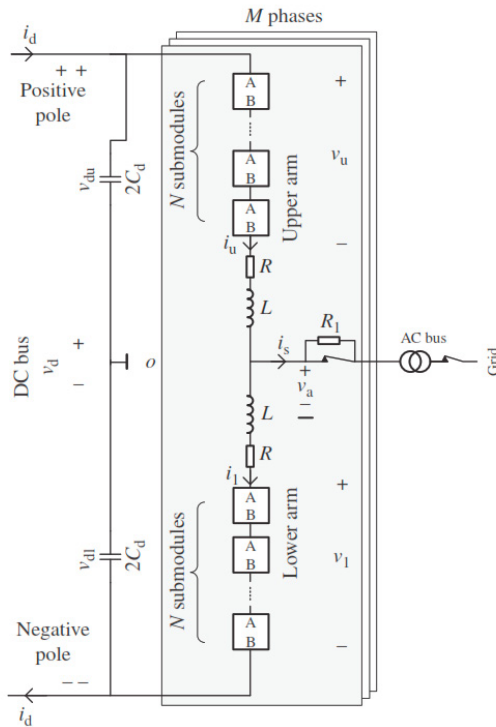 M phases
i_d
+ +
Positive
pole
v_du
2C_d
N submodules
A
B
A
B
A
B
Upper arm
+
v_u
−
i_u
R
L
DC bus
v_d
+
−
o
i_s
R_1
+
v_a
−
AC bus
Grid
L
R
i_l
v_dl
2C_d
N submodules
A
B
A
B
A
B
Lower arm
+
v_l
−
Negative
pole
− −
i_d